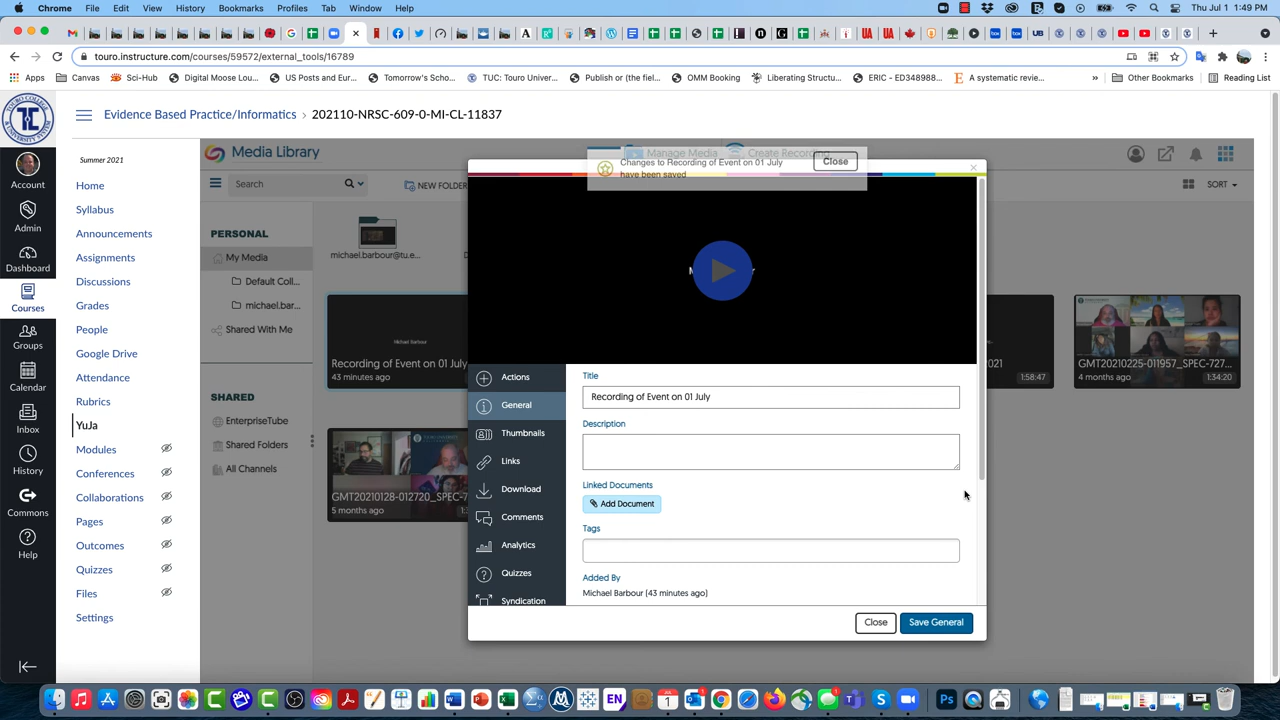 Chrome File Edit View History Bookmarks Profiles Tab Window Help Thu Jul 1 1:49 PM
touro.instructure.com/courses/59572/external_tools/16789
Apps Canvas Sci-Hub Digital Moose Lou... US Posts and Eur... Tomorrow's Scho... TUC: Touro Univer... Publish or (the fiel... OMM Booking Liberating Structu... ERIC - ED348988... A systematic review... » Other Bookmarks Reading List
Evidence Based Practice/Informatics › 202110-NRSC-609-0-MI-CL-11837
Account
Admin
Dashboard
Courses
Groups
Calendar
Inbox
History
Commons
Help
Summer 2021
Home
Syllabus
Announcements
Assignments
Discussions
Grades
People
Google Drive
Attendance
Rubrics
YuJa
Modules
Conferences
Collaborations
Pages
Outcomes
Quizzes
Files
Settings
Media Library Manage Media Create Recording
Search NEW FOLDER SORT
PERSONAL
My Media
Default Coll...
michael.bar...
Shared With Me
SHARED
EnterpriseTube
Shared Folders
All Channels
michael.barbour@tu.e...
Michael Barbour
Recording of Event on 01 July
43 minutes ago
2021
1:58:47
GMT20210225-011957_SPEC-727...
4 months ago 1:34:20
GMT20210128-012720_SPEC-7
5 months ago
Changes to Recording of Event on 01 July
have been saved
Close
Actions
General
Thumbnails
Links
Download
Comments
Analytics
Quizzes
Syndication
Title
Recording of Event on 01 July
Description
Linked Documents
Add Document
Tags
Added By
Michael Barbour [43 minutes ago]
Close Save General